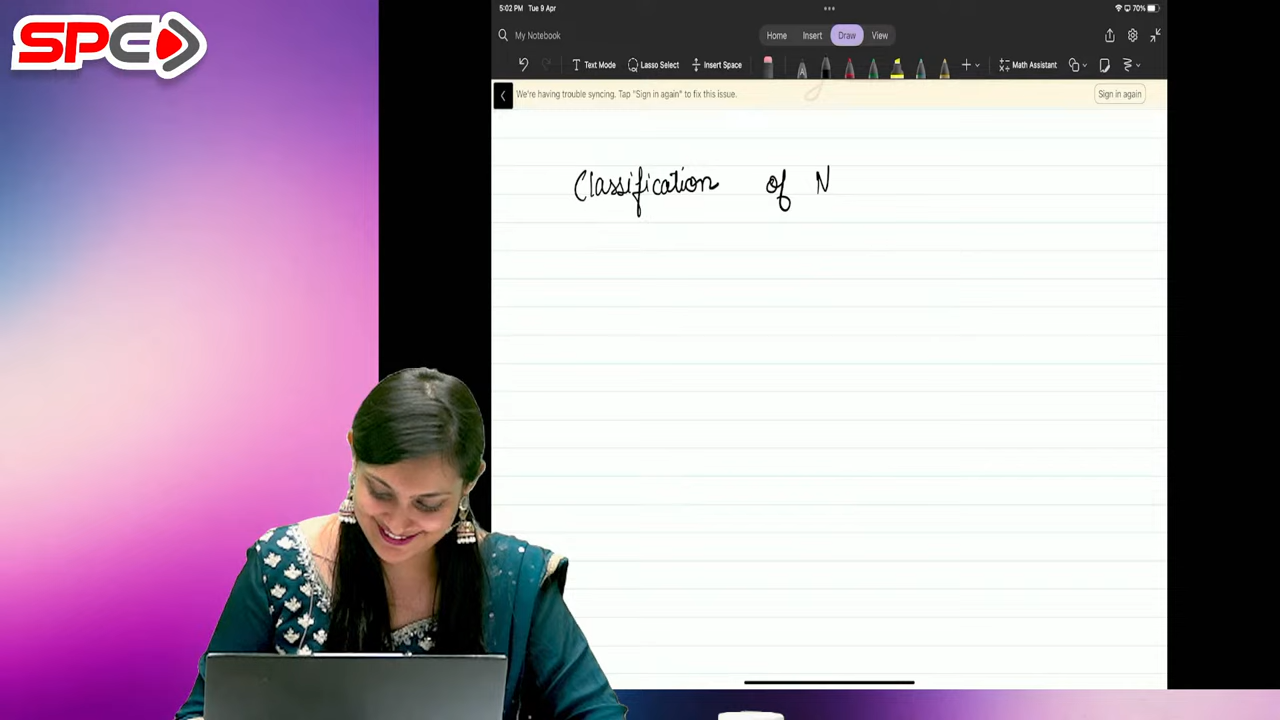 SPE
5:02 PM Tue 9 Apr
70%
My Notebook
Home Insert Draw View
Text Mode Lasso Select Insert Space Math Assistant
We're having trouble syncing. Tap "Sign in again" to fix this issue.
Sign in again
Classification of N